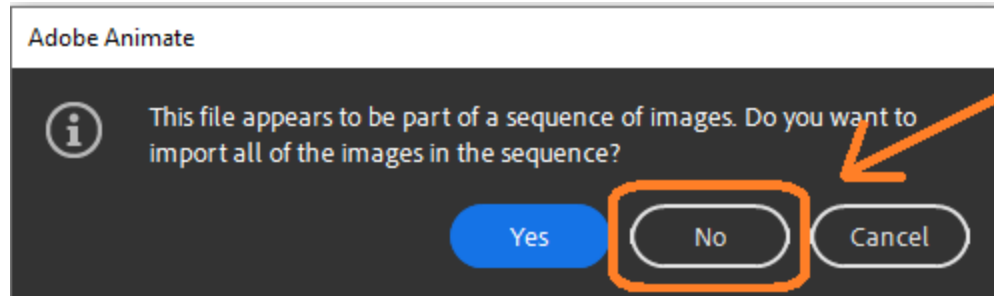 Adobe Animate
This file appears to be part of a sequence of images. Do you want to
import all of the images in the sequence?
Yes
No
Cancel